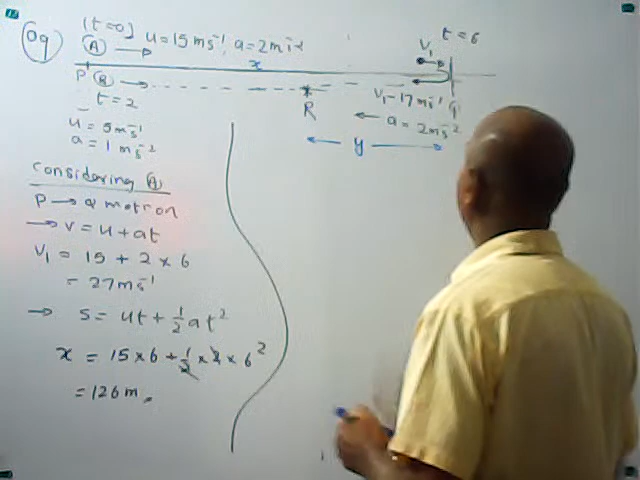 Q9
(t=0)
A → u = 15 ms⁻¹, a = 2 ms⁻²
x
t = 6
V₁
P B →
R
V₁ - 17 ms⁻¹ q
t = 2
u = 5 ms⁻¹
a = 1 ms⁻²
← a = 2 ms⁻²
← y →
Considering A
P → Q motion
→ v = u + at
V₁ = 15 + 2 × 6
= 27 ms⁻¹
→ s = ut + ½ at²
x = 15 × 6 + ½ × 2 × 6²
= 126 m